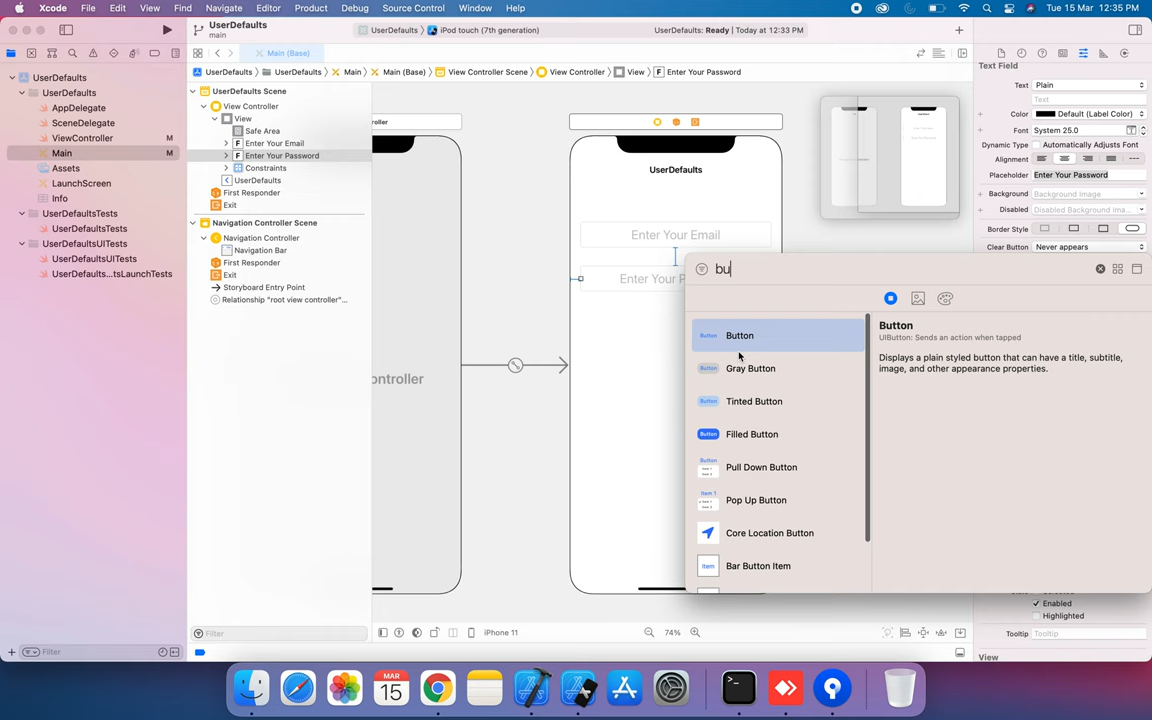 Xcode File Edit View Find Navigate Editor Product Debug Source Control Window Help Tue 15 Mar 12:35 PM
UserDefaults
main
UserDefaults iPod touch (7th generation) UserDefaults: Ready | Today at 12:33 PM
Main (Base)
UserDefaults UserDefaults Main Main (Base) View Controller Scene View Controller View F Enter Your Password
UserDefaults
UserDefaults
AppDelegate
SceneDelegate
ViewController M
Main M
Assets
LaunchScreen
Info
UserDefaultsTests
UserDefaultsTests
UserDefaultsUITests
UserDefaultsUITests
UserDefaults...tsLaunchTests
Filter
UserDefaults Scene
View Controller
View
Safe Area
F Enter Your Email
F Enter Your Password
Constraints
UserDefaults
First Responder
Exit
Navigation Controller Scene
Navigation Controller
Navigation Bar
First Responder
Exit
Storyboard Entry Point
Relationship "root view controller"...
Filter
roller
ontroller
UserDefaults
Enter Your Email
Enter Your P
iPhone 11
74%
bu
Button Button
Button Gray Button
Button Tinted Button
Button Filled Button
Button Pull Down Button
Item 1 Pop Up Button
Core Location Button
Item Bar Button Item
Button
UIButton: Sends an action when tapped
Displays a plain styled button that can have a title, subtitle,
image, and other appearance properties.
Text Field
Text Plain
Text
Color Default (Label Color)
Font System 25.0
Dynamic Type Automatically Adjusts Font
Alignment
Placeholder Enter Your Password
Background Background Image
Disabled Disabled Background Ima...
Border Style
Clear Button Never appears
Enabled
Highlighted
Tooltip Tooltip
View
MAR
15